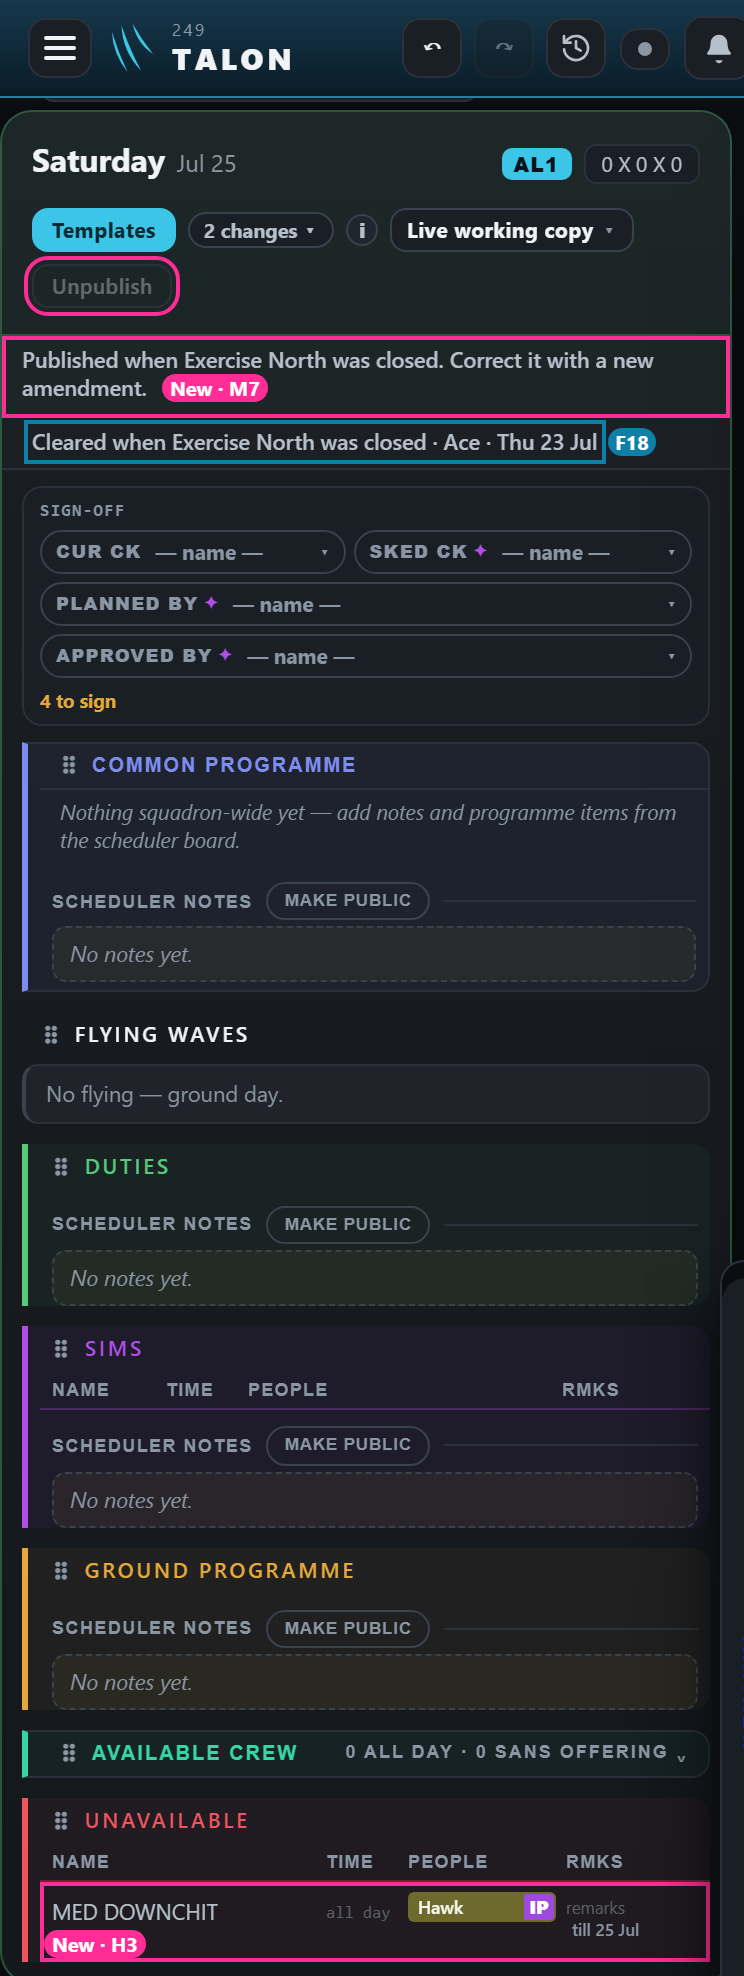 249
TALON
Saturday Jul 25
AL1
0X0X0
Templates
2 changes
i
Live working copy
Unpublish
Published when Exercise North was closed. Correct it with a new
amendment. New · M7
Cleared when Exercise North was closed · Ace · Thu 23 Jul F18
SIGN-OFF
CUR CK — name —
SKED CK — name —
PLANNED BY — name —
APPROVED BY — name —
4 to sign
COMMON PROGRAMME
Nothing squadron-wide yet — add notes and programme items from
the scheduler board.
SCHEDULER NOTES MAKE PUBLIC
No notes yet.
FLYING WAVES
No flying — ground day.
DUTIES
SCHEDULER NOTES MAKE PUBLIC
No notes yet.
SIMS
NAME TIME PEOPLE RMKS
SCHEDULER NOTES MAKE PUBLIC
No notes yet.
GROUND PROGRAMME
SCHEDULER NOTES MAKE PUBLIC
No notes yet.
AVAILABLE CREW 0 ALL DAY · 0 SANS OFFERING
UNAVAILABLE
NAME TIME PEOPLE RMKS
MED DOWNCHIT all day Hawk IP remarks
till 25 Jul
New · H3